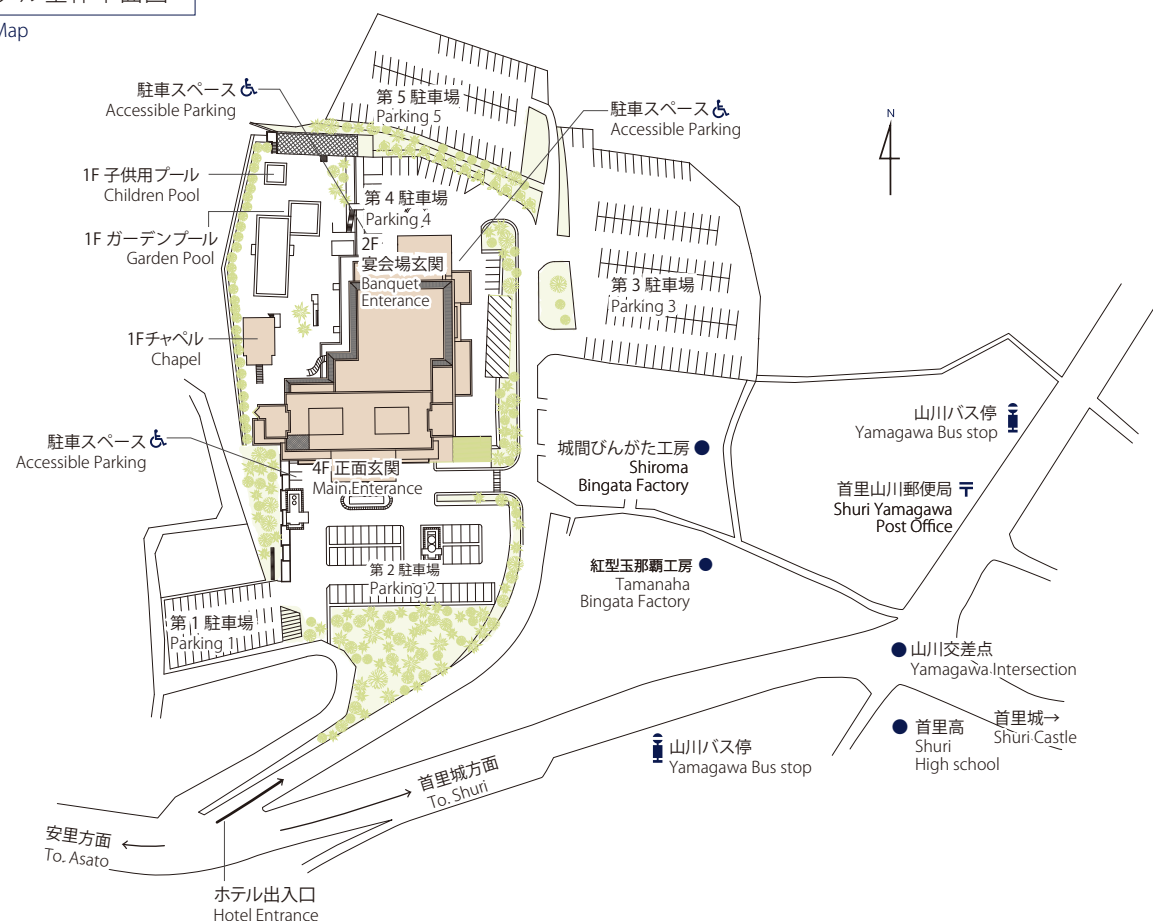 Map
駐車スペース
Accessible Parking
第5駐車場
Parking 5
駐車スペース
Accessible Parking
N
1F 子供用プール
Children Pool
第4駐車場
Parking 4
1F ガーデンプール
Garden Pool
2F
宴会場玄関
Banquet
Enterance
第3駐車場
Parking 3
1Fチャペル
Chapel
山川バス停
Yamagawa Bus stop
駐車スペース
Accessible Parking
4F 正面玄関
Main Enterance
城間びんがた工房
Shiroma
Bingata Factory
首里山川郵便局 〒
Shuri Yamagawa
Post Office
第2駐車場
Parking 2
紅型玉那覇工房
Tamanaha
Bingata Factory
第1駐車場
Parking 1
山川交差点
Yamagawa Intersection
首里高
Shuri
High school
首里城→
Shuri Castle
山川バス停
Yamagawa Bus stop
首里城方面
To. Shuri
安里方面
To. Asato
ホテル出入口
Hotel Entrance